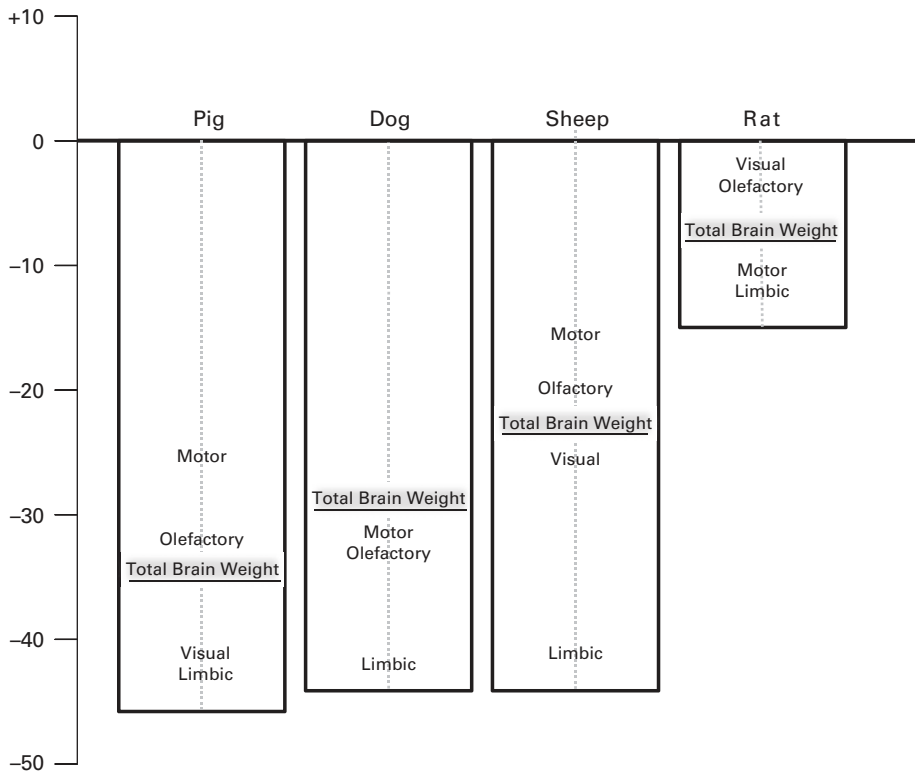 +10
Pig Dog Sheep Rat
0
Visual
Olefactory
Total Brain Weight
–10
Motor
Limbic
Motor
–20
Olfactory
Total Brain Weight
Motor
Visual
–30
Total Brain Weight
Olefactory
Motor
Olefactory
Total Brain Weight
–40
Visual
Limbic
Limbic
Limbic
–50